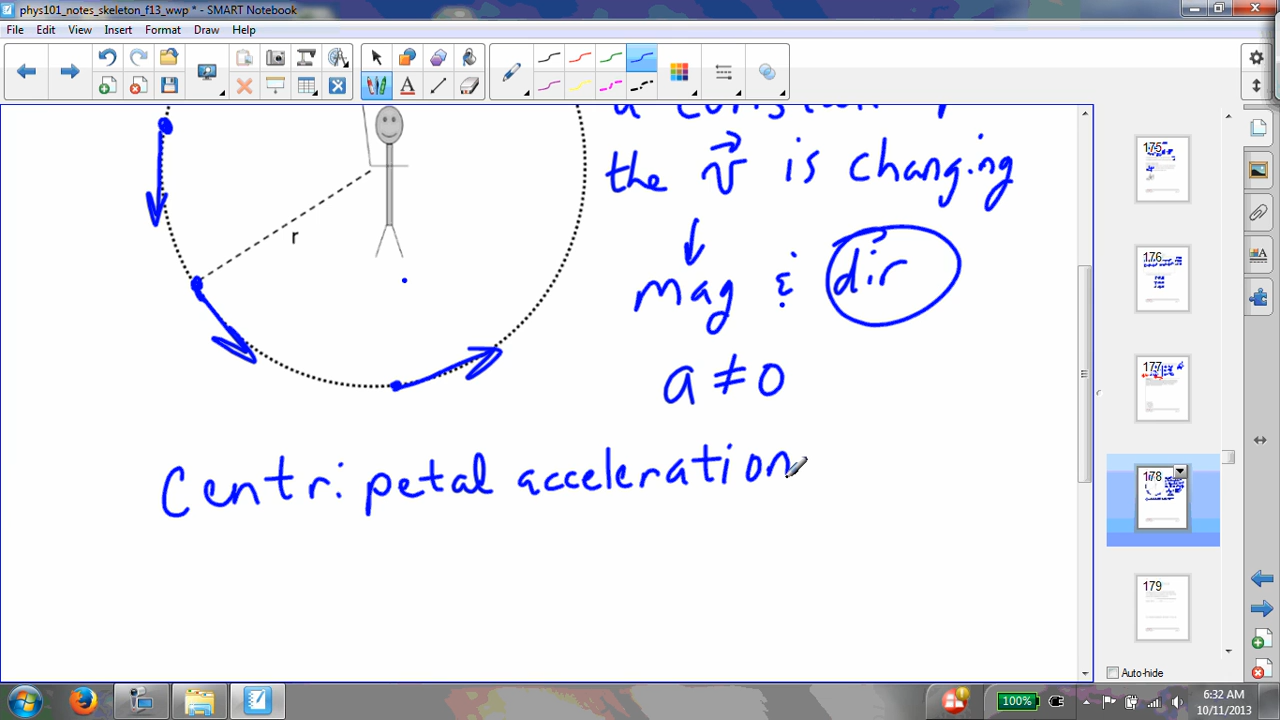 phys101_notes_skeleton_f13_wwp * - SMART Notebook
File Edit View Insert Format Draw Help
the v⃗ is changing
mag & dir
a ≠ 0
r
Centripetal acceleration
175
176
177
178
179
Auto-hide
100%
6:32 AM
10/11/2013